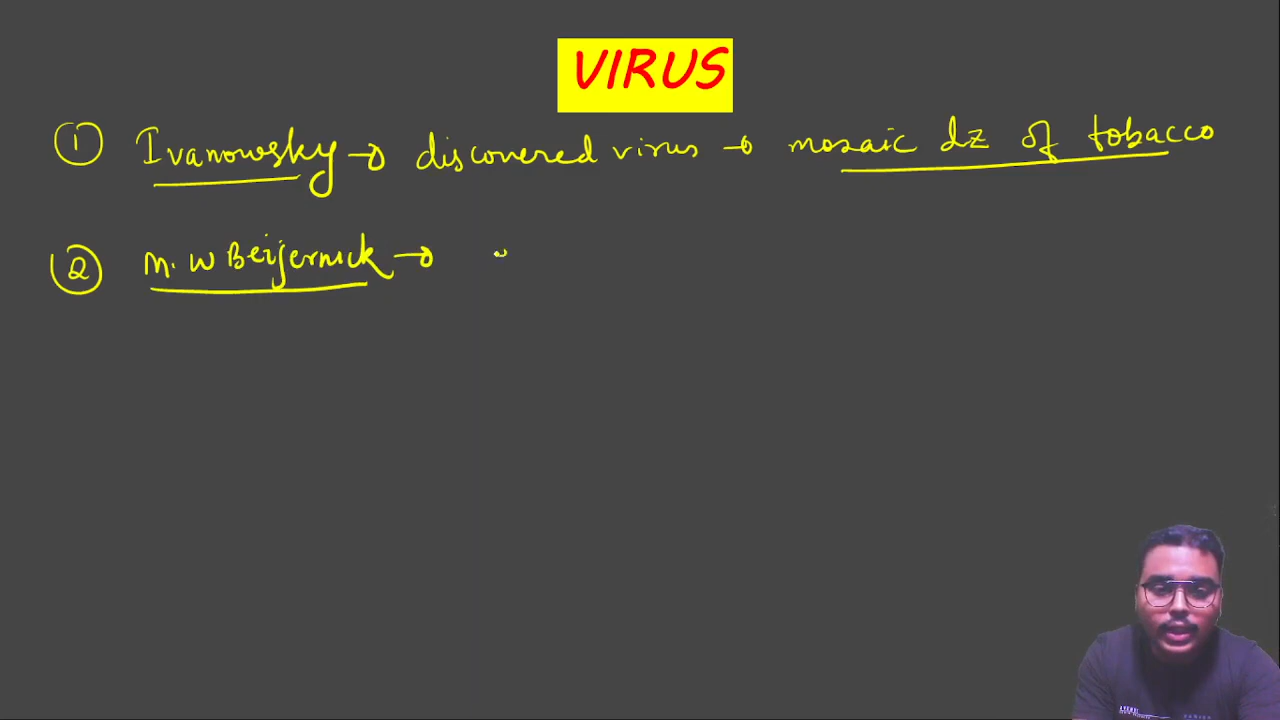 VIRUS
① Ivanowsky → discovered virus → mosaic dz of tobacco
② M. W Beijernick →